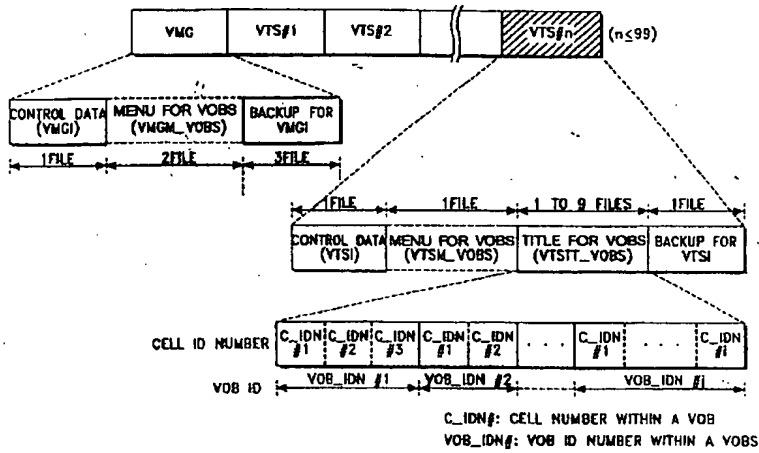 VMG VTS#1 VTS#2 VTS#n (n≤99)
CONTROL DATA (VMGI) MENU FOR VOBS (VMGM_VOBS) BACKUP FOR VMGI
1FILE 2FILE 3FILE
1FILE 1FILE 1 TO 9 FILES 1FILE
CONTROL DATA (VTSI) MENU FOR VOBS (VTSM_VOBS) TITLE FOR VOBS (VTSTT_VOBS) BACKUP FOR VTSI
CELL ID NUMBER C_IDN #1 C_IDN #2 C_IDN #3 C_IDN #1 C_IDN #2 . . . C_IDN #1 . . . C_IDN #i
VOB ID VOB_IDN #1 VOB_IDN #2 VOB_IDN #j
C_IDN#: CELL NUMBER WITHIN A VOB
VOB_IDN#: VOB ID NUMBER WITHIN A VOBS